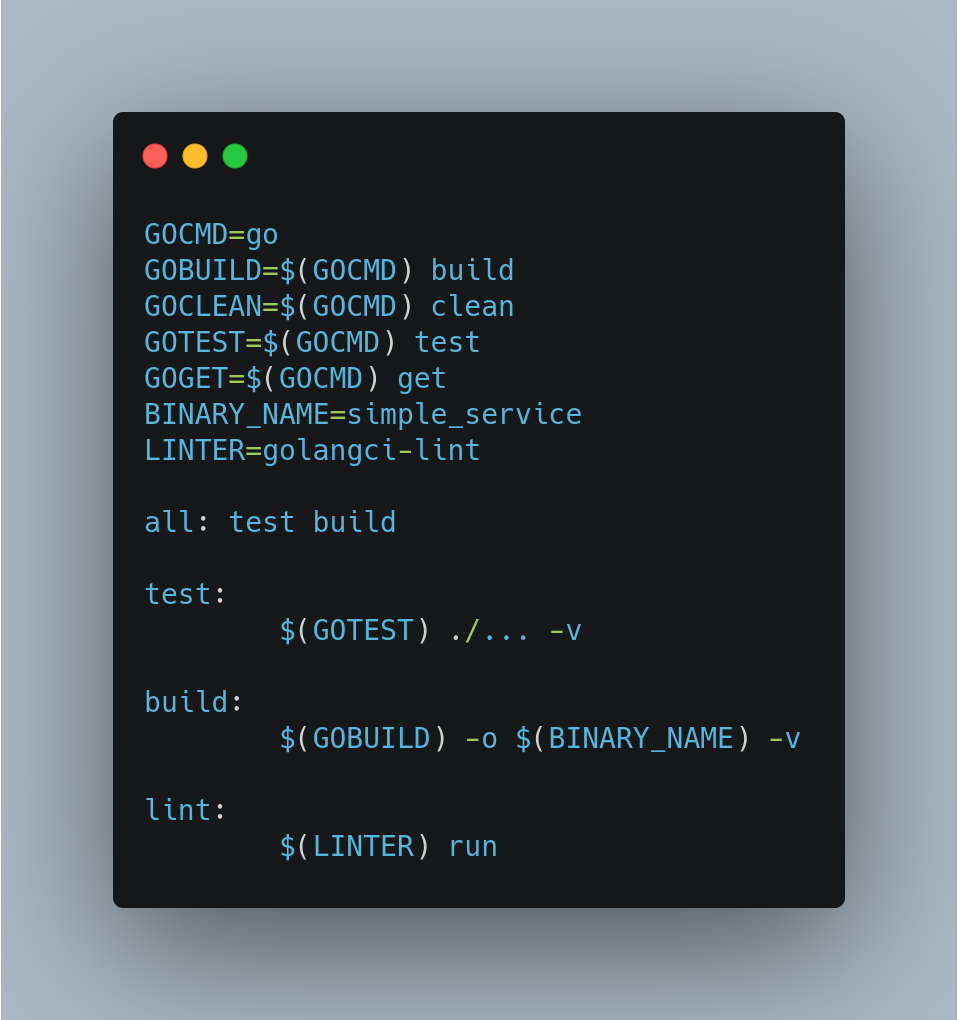 GOCMD=go
GOBUILD=$(GOCMD) build
GOCLEAN=$(GOCMD) clean
GOTEST=$(GOCMD) test
GOGET=$(GOCMD) get
BINARY_NAME=simple_service
LINTER=golangci-lint

all: test build

test:
        $(GOTEST) ./... -v

build:
        $(GOBUILD) -o $(BINARY_NAME) -v

lint:
        $(LINTER) run